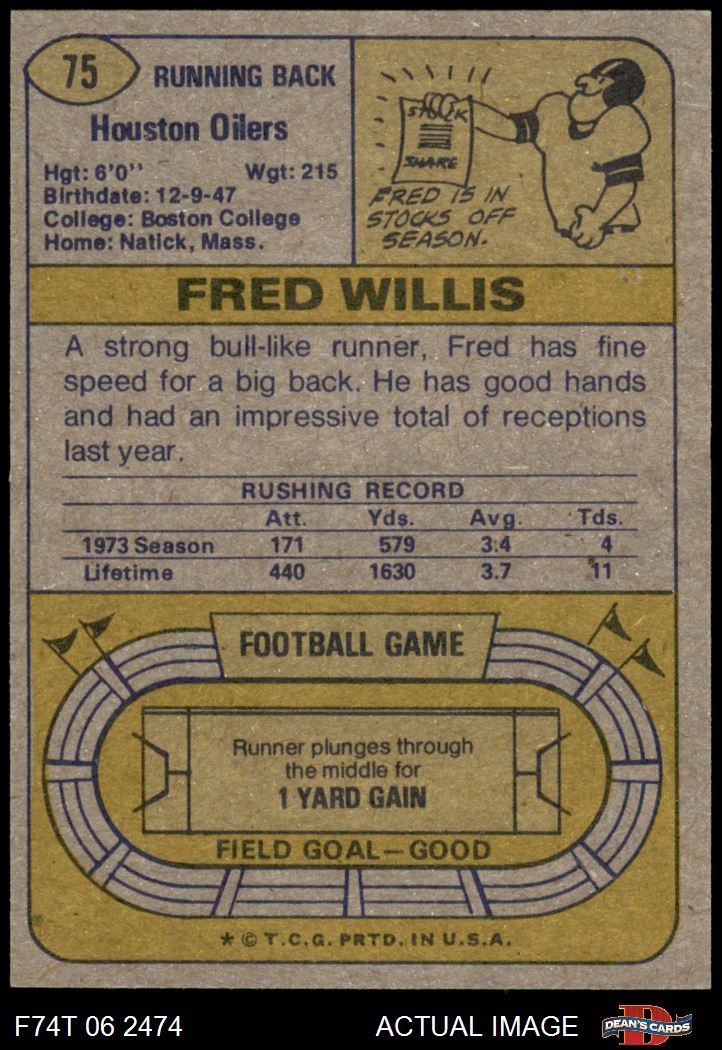 75
RUNNING BACK
Houston Oilers
Hgt: 6'0'' Wgt: 215
Birthdate: 12-9-47
College: Boston College
Home: Natick, Mass.
STOCK
SHARE
FRED IS IN
STOCKS OFF
SEASON.
FRED WILLIS
A strong bull-like runner, Fred has fine
speed for a big back. He has good hands
and had an impressive total of receptions
last year.
RUSHING RECORD
Att. Yds. Avg. Tds.
1973 Season 171 579 3.4 4
Lifetime 440 1630 3.7 11
FOOTBALL GAME
Runner plunges through
the middle for
1 YARD GAIN
FIELD GOAL—GOOD
* © T.C.G. PRTD. IN U.S.A.
F74T 06 2474 ACTUAL IMAGE
D
DEAN'S CARDS